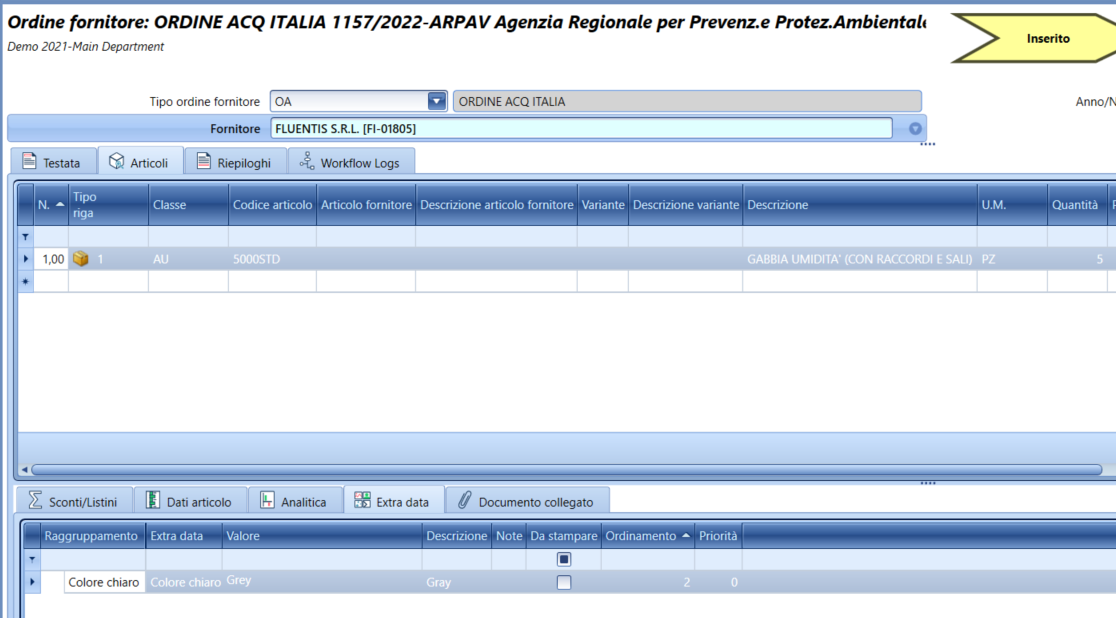 Ordine fornitore: ORDINE ACQ ITALIA 1157/2022-ARPAV Agenzia Regionale per Prevenz.e Protez.Ambientale
Demo 2021-Main Department
Inserito
Tipo ordine fornitore OA ORDINE ACQ ITALIA Anno/N
Fornitore FLUENTIS S.R.L. [FI-01805]
Testata Articoli Riepiloghi Workflow Logs
N. Tipo riga Classe Codice articolo Articolo fornitore Descrizione articolo fornitore Variante Descrizione variante Descrizione U.M. Quantità
1,00 1 AU 5000STD GABBIA UMIDITA' (CON RACCORDI E SALI) PZ 5
Sconti/Listini Dati articolo Analitica Extra data Documento collegato
Raggruppamento Extra data Valore Descrizione Note Da stampare Ordinamento Priorità
Colore chiaro Colore chiaro Grey Gray 2 0